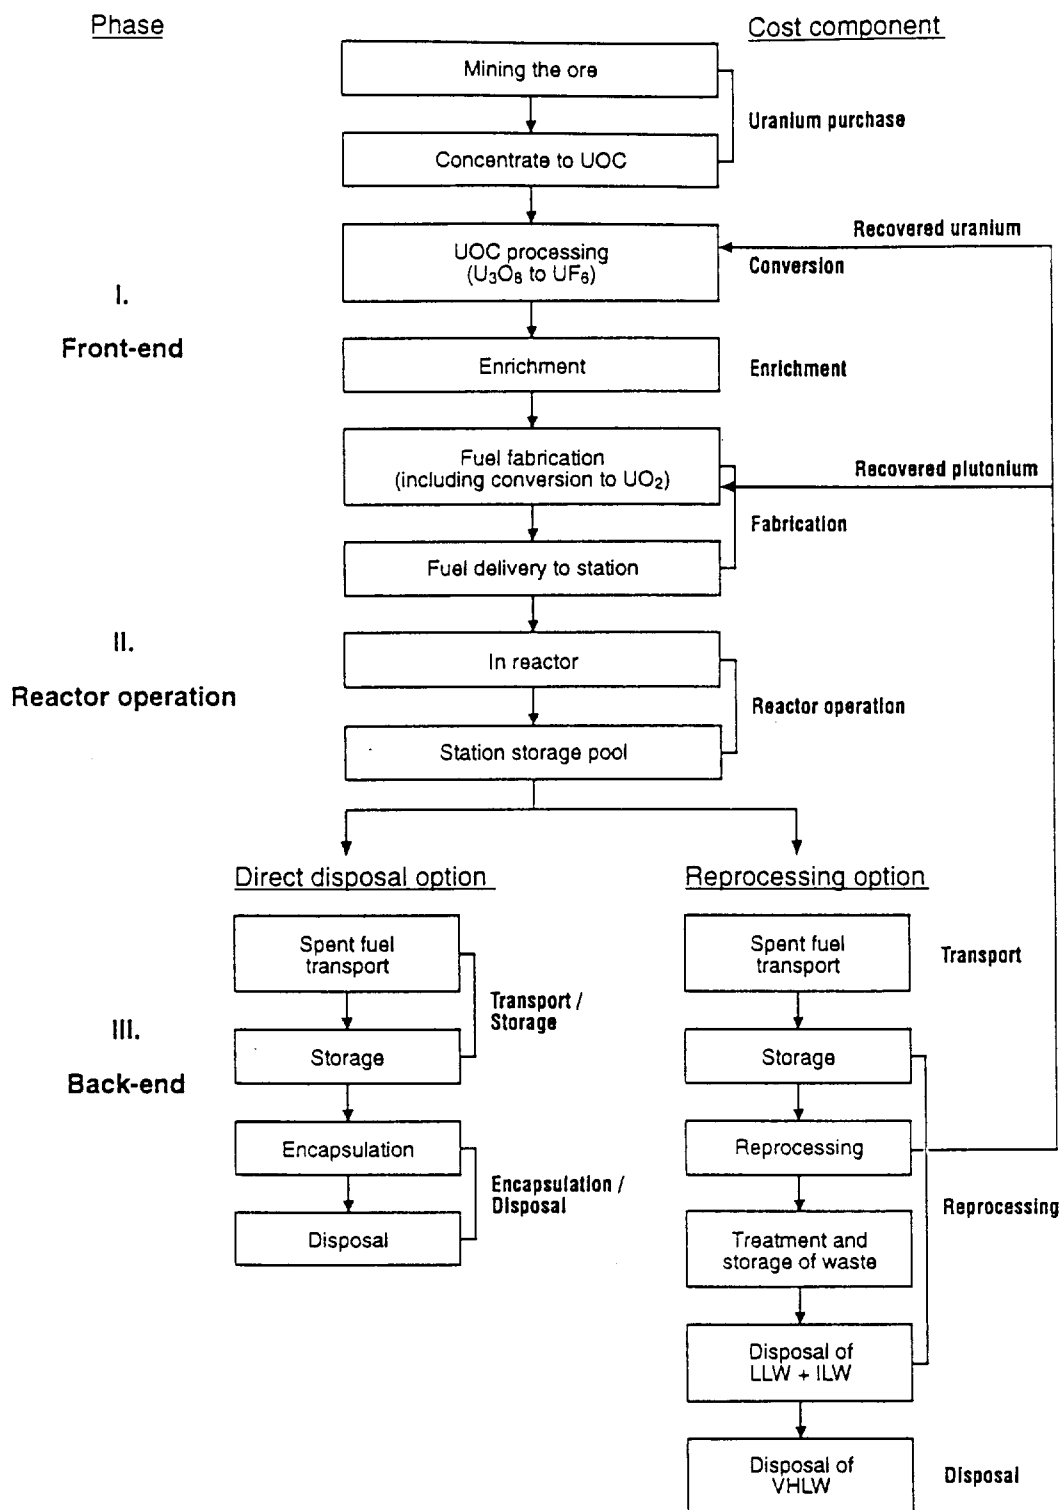 Phase
Cost component
Mining the ore
Uranium purchase
Concentrate to UOC
Recovered uranium
UOC processing
(U₃O₈ to UF₆)
Conversion
I.
Front-end
Enrichment
Enrichment
Fuel fabrication
(including conversion to UO₂)
Recovered plutonium
Fabrication
Fuel delivery to station
II.
Reactor operation
In reactor
Reactor operation
Station storage pool
Direct disposal option
Reprocessing option
Spent fuel
transport
Transport /
Storage
Storage
Encapsulation
Encapsulation /
Disposal
Disposal
III.
Back-end
Spent fuel
transport
Transport
Storage
Reprocessing
Reprocessing
Treatment and
storage of waste
Disposal of
LLW + ILW
Disposal of
VHLW
Disposal